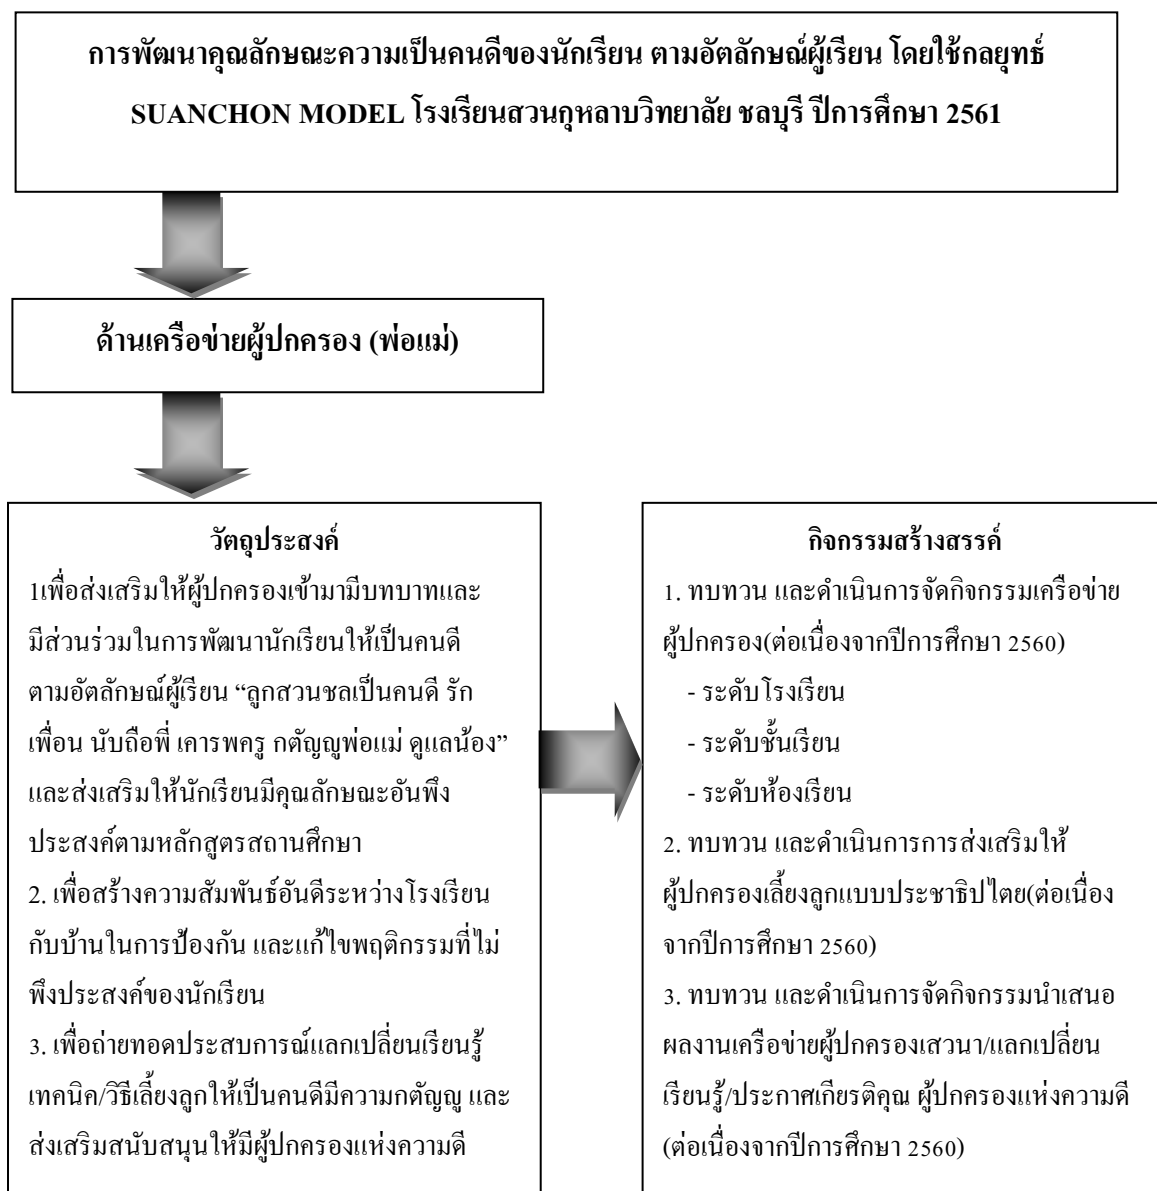 การพัฒนาคุณลักษณะความเป็นคนดีของนักเรียน ตามอัตลักษณ์ผู้เรียน โดยใช้กลยุทธ์
SUANCHON MODEL โรงเรียนสวนกุหลาบวิทยาลัย ชลบุรี ปีการศึกษา 2561
ด้านเครือข่ายผู้ปกครอง (พ่อแม่)
วัตถุประสงค์
1เพื่อส่งเสริมให้ผู้ปกครองเข้ามามีบทบาทและ
มีส่วนร่วมในการพัฒนานักเรียนให้เป็นคนดี
ตามอัตลักษณ์ผู้เรียน “ลูกสวนชลเป็นคนดี รัก
เพื่อน นับถือพี่ เคารพครู กตัญญูพ่อแม่ ดูแลน้อง”
และส่งเสริมให้นักเรียนมีคุณลักษณะอันพึง
ประสงค์ตามหลักสูตรสถานศึกษา
2. เพื่อสร้างความสัมพันธ์อันดีระหว่างโรงเรียน
กับบ้านในการป้องกัน และแก้ไขพฤติกรรมที่ไม่
พึงประสงค์ของนักเรียน
3. เพื่อถ่ายทอดประสบการณ์แลกเปลี่ยนเรียนรู้
เทคนิค/วิธีเลี้ยงลูกให้เป็นคนดีมีความกตัญญู และ
ส่งเสริมสนับสนุนให้มีผู้ปกครองแห่งความดี
กิจกรรมสร้างสรรค์
1. ทบทวน และดำเนินการจัดกิจกรรมเครือข่าย
ผู้ปกครอง(ต่อเนื่องจากปีการศึกษา 2560)
- ระดับโรงเรียน
- ระดับชั้นเรียน
- ระดับห้องเรียน
2. ทบทวน และดำเนินการการส่งเสริมให้
ผู้ปกครองเลี้ยงลูกแบบประชาธิปไตย(ต่อเนื่อง
จากปีการศึกษา 2560)
3. ทบทวน และดำเนินการจัดกิจกรรมนำเสนอ
ผลงานเครือข่ายผู้ปกครองเสวนา/แลกเปลี่ยน
เรียนรู้/ประกาศเกียรติคุณ ผู้ปกครองแห่งความดี
(ต่อเนื่องจากปีการศึกษา 2560)